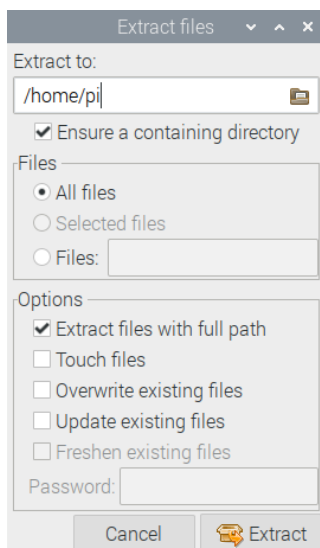 Extract files
Extract to:
/home/pi
Ensure a containing directory
Files
All files
Selected files
Files:
Options
Extract files with full path
Touch files
Overwrite existing files
Update existing files
Freshen existing files
Password:
Cancel Extract